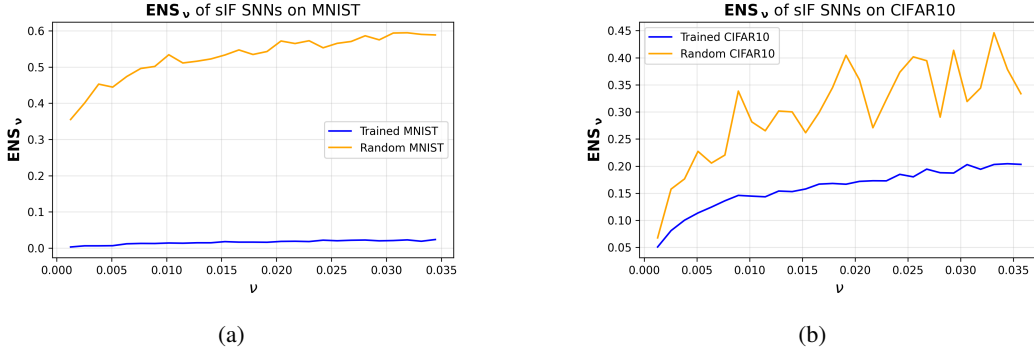 ENS_ν of sIF SNNs on MNIST
0.6
0.5
0.4
0.3
0.2
0.1
0.0
ENS_ν
Trained MNIST
Random MNIST
0.000 0.005 0.010 0.015 0.020 0.025 0.030 0.035
ν
(a)
ENS_ν of sIF SNNs on CIFAR10
0.45
0.40
0.35
0.30
0.25
0.20
0.15
0.10
0.05
ENS_ν
Trained CIFAR10
Random CIFAR10
0.000 0.005 0.010 0.015 0.020 0.025 0.030 0.035
ν
(b)